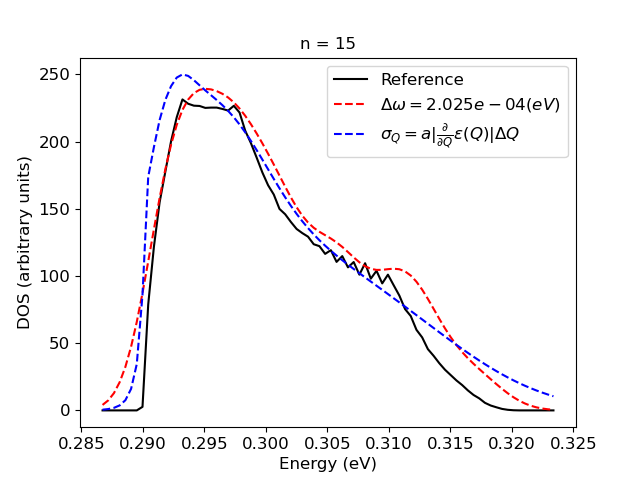 n = 15
250
200
150
100
50
0
DOS (arbitrary units)
Reference
Δω = 2.025e − 04(eV)
σ_Q = a|∂/∂Q ε(Q)|ΔQ
0.285 0.290 0.295 0.300 0.305 0.310 0.315 0.320 0.325
Energy (eV)